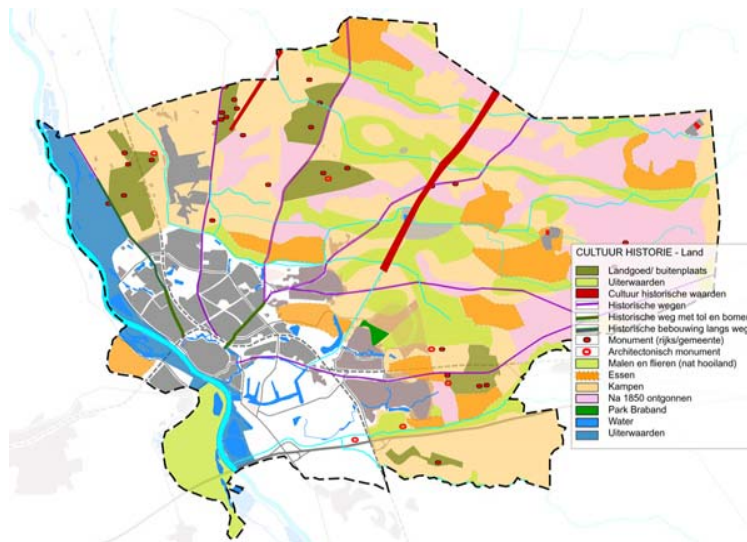 CULTUUR HISTORIE - Land
Landgoed/ buitenplaats
Uiterwaarden
Cultuur historische waarden
Historische wegen
Historische weg met tol en bomen
Historische bebouwing langs weg
Monument (rijks/gemeente)
Architectonisch monument
Malen en flieren (nat hooiland)
Essen
Kampen
Na 1850 ontgonnen
Park Braband
Water
Uiterwaarden